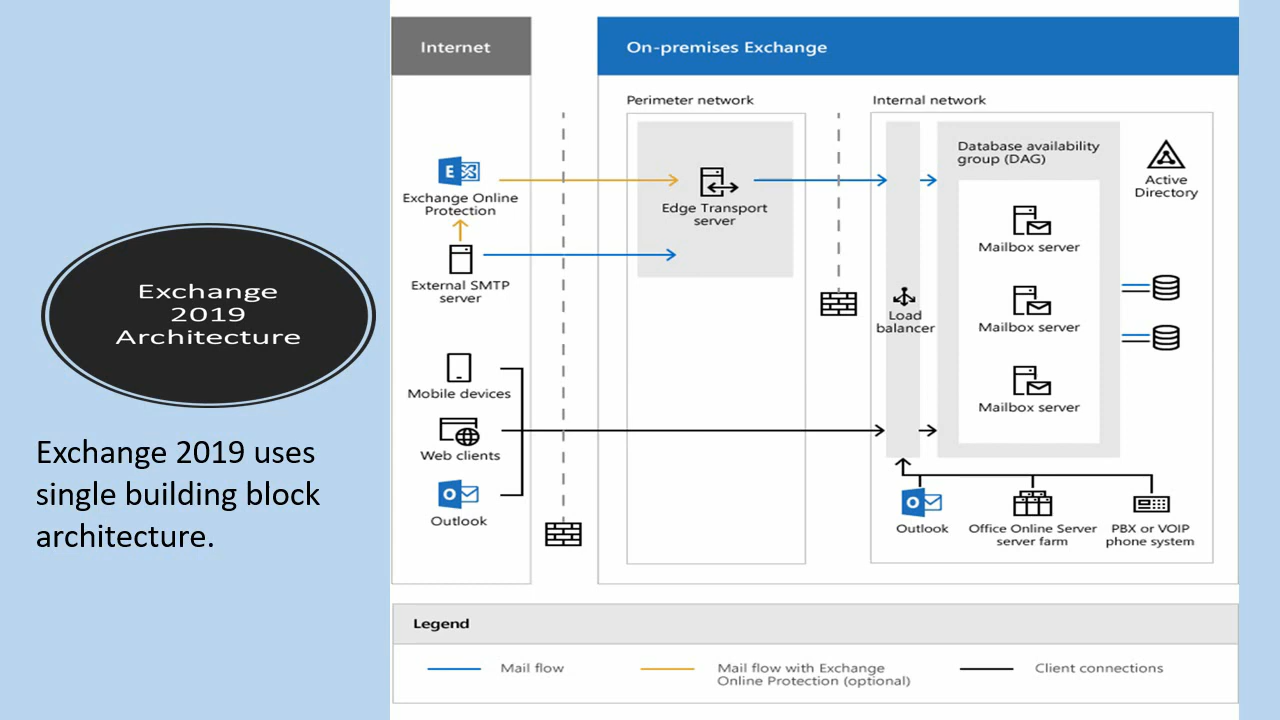 Exchange
2019
Architecture
Exchange 2019 uses
single building block
architecture.
Internet
On-premises Exchange
Perimeter network
Internal network
Exchange Online
Protection
External SMTP
server
Mobile devices
Web clients
Outlook
Edge Transport
server
Load
balancer
Database availability
group (DAG)
Mailbox server
Mailbox server
Mailbox server
Active
Directory
Outlook
Office Online Server
server farm
PBX or VOIP
phone system
Legend
Mail flow
Mail flow with Exchange
Online Protection (optional)
Client connections